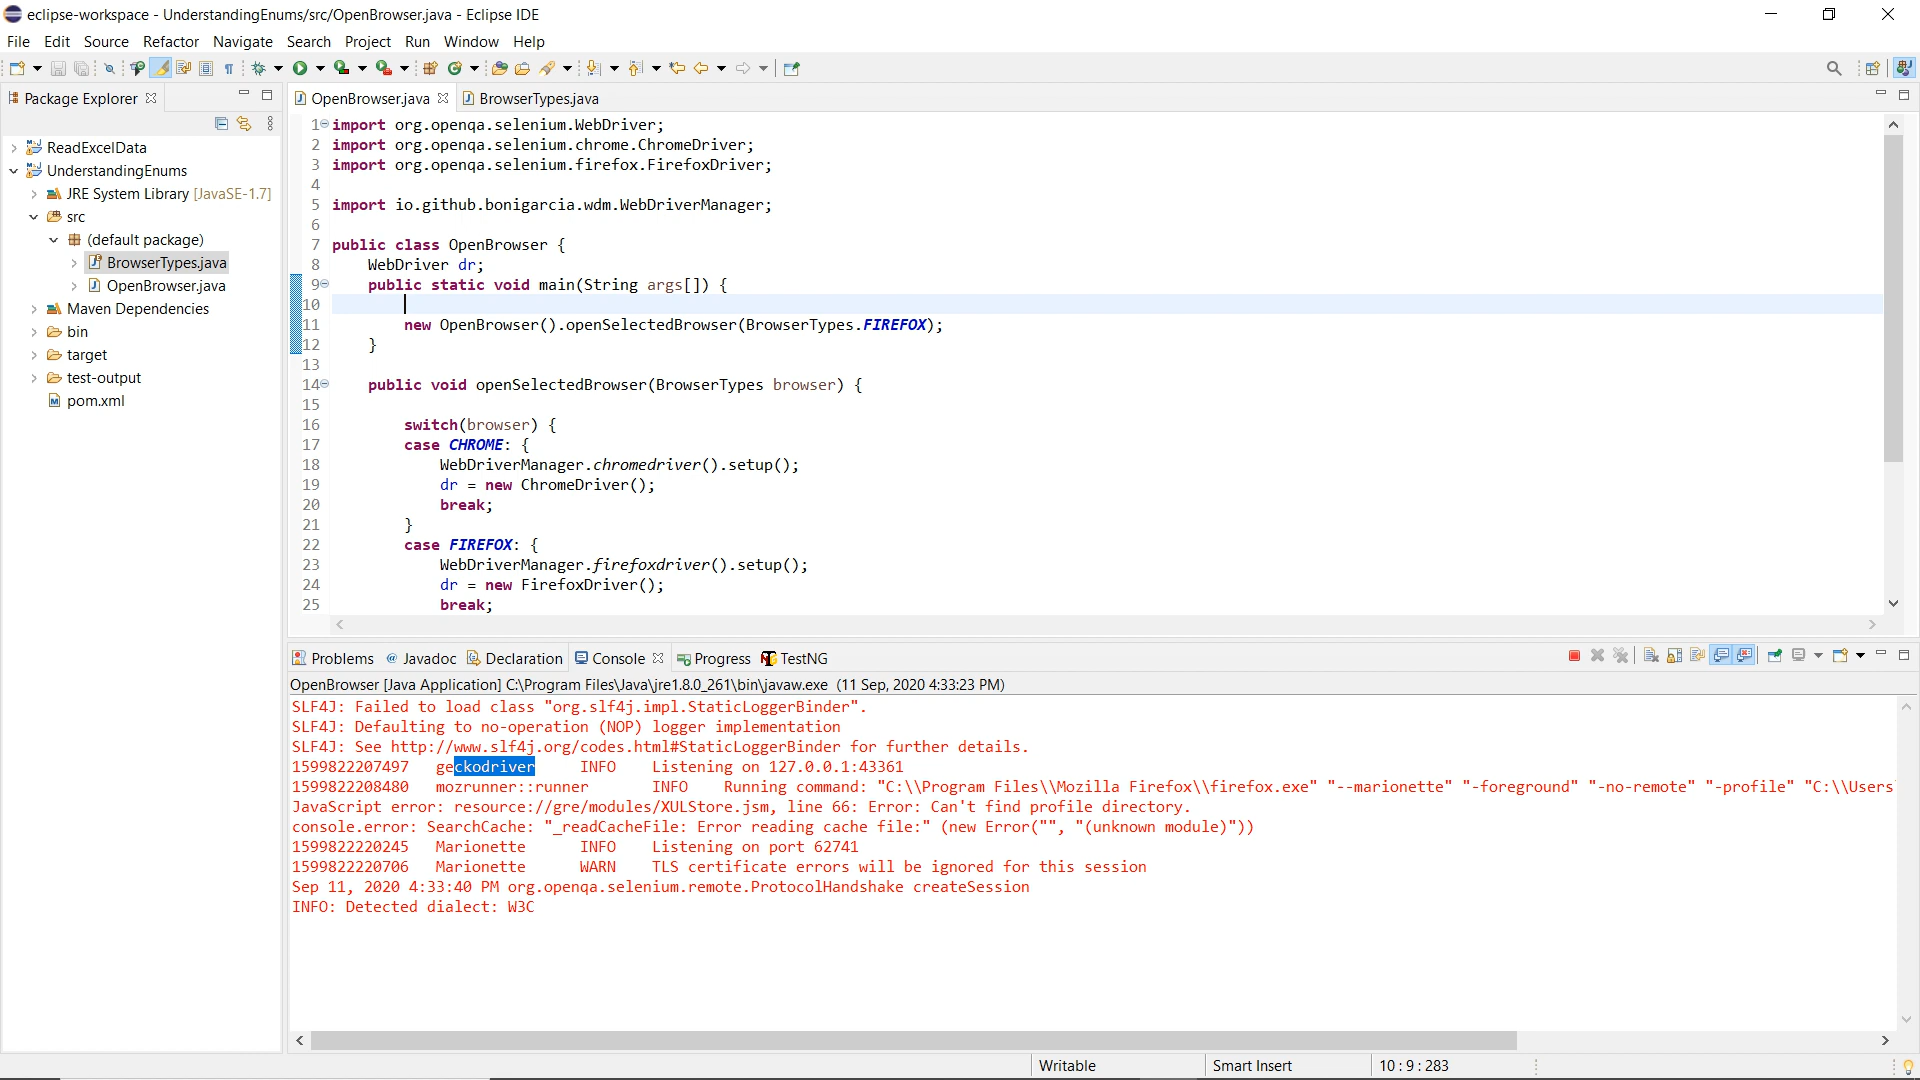 eclipse-workspace - UnderstandingEnums/src/OpenBrowser.java - Eclipse IDE
File Edit Source Refactor Navigate Search Project Run Window Help
Package Explorer
ReadExcelData
UnderstandingEnums
JRE System Library [JavaSE-1.7]
src
(default package)
BrowserTypes.java
OpenBrowser.java
Maven Dependencies
bin
target
test-output
pom.xml
OpenBrowser.java BrowserTypes.java
1 import org.openqa.selenium.WebDriver;
2 import org.openqa.selenium.chrome.ChromeDriver;
3 import org.openqa.selenium.firefox.FirefoxDriver;
4
5 import io.github.bonigarcia.wdm.WebDriverManager;
6
7 public class OpenBrowser {
8 WebDriver dr;
9 public static void main(String args[]) {
10
11 new OpenBrowser().openSelectedBrowser(BrowserTypes.FIREFOX);
12 }
13
14 public void openSelectedBrowser(BrowserTypes browser) {
15
16 switch(browser) {
17 case CHROME: {
18 WebDriverManager.chromedriver().setup();
19 dr = new ChromeDriver();
20 break;
21 }
22 case FIREFOX: {
23 WebDriverManager.firefoxdriver().setup();
24 dr = new FirefoxDriver();
25 break;
Problems @ Javadoc Declaration Console Progress TestNG
OpenBrowser [Java Application] C:\Program Files\Java\jre1.8.0_261\bin\javaw.exe (11 Sep, 2020 4:33:23 PM)
SLF4J: Failed to load class "org.slf4j.impl.StaticLoggerBinder".
SLF4J: Defaulting to no-operation (NOP) logger implementation
SLF4J: See http://www.slf4j.org/codes.html#StaticLoggerBinder for further details.
1599822207497 geckodriver INFO Listening on 127.0.0.1:43361
1599822208480 mozrunner::runner INFO Running command: "C:\\Program Files\\Mozilla Firefox\\firefox.exe" "--marionette" "-foreground" "-no-remote" "-profile" "C:\\Users
JavaScript error: resource://gre/modules/XULStore.jsm, line 66: Error: Can't find profile directory.
console.error: SearchCache: "_readCacheFile: Error reading cache file:" (new Error("", "(unknown module)"))
1599822220245 Marionette INFO Listening on port 62741
1599822220706 Marionette WARN TLS certificate errors will be ignored for this session
Sep 11, 2020 4:33:40 PM org.openqa.selenium.remote.ProtocolHandshake createSession
INFO: Detected dialect: W3C
Writable Smart Insert 10 : 9 : 283